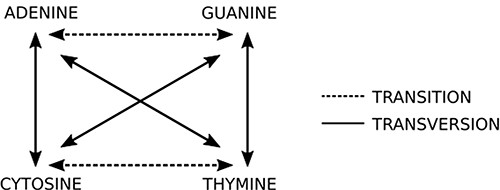 ADENINE GUANINE
TRANSITION
TRANSVERSION
CYTOSINE THYMINE